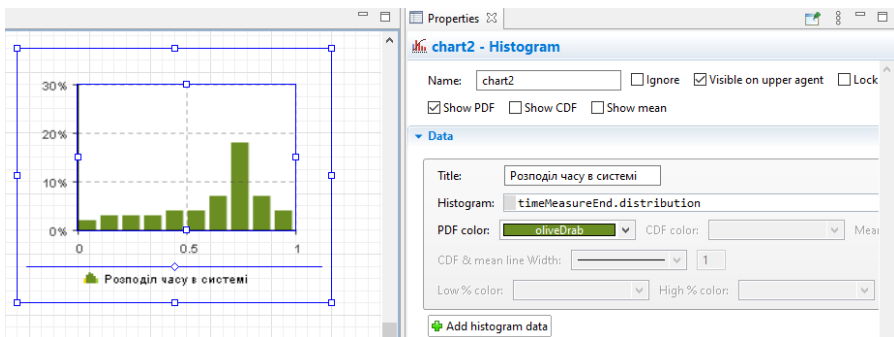 30%
20%
10%
0%
0 0.5 1
Розподіл часу в системі
Properties
chart2 - Histogram
Name: chart2 Ignore Visible on upper agent Lock
Show PDF Show CDF Show mean
Data
Title: Розподіл часу в системі
Histogram: timeMeasureEnd.distribution
PDF color: oliveDrab CDF color: Mear
CDF & mean line Width: 1
Low % color: High % color:
Add histogram data